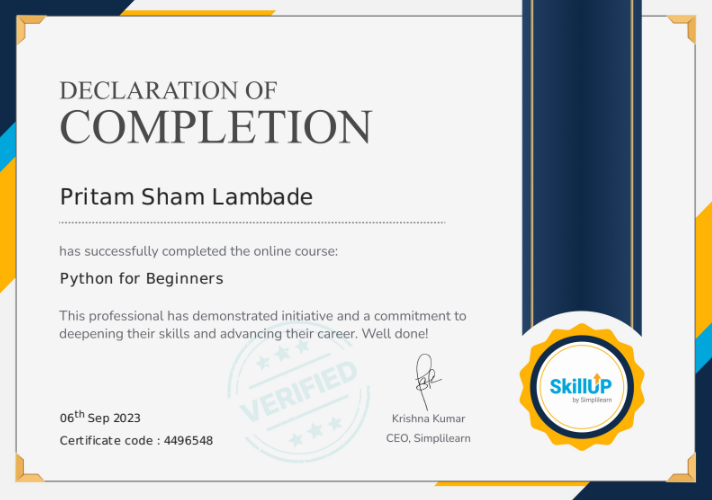 DECLARATION OF
COMPLETION
Pritam Sham Lambade
has successfully completed the online course:
Python for Beginners
This professional has demonstrated initiative and a commitment to
deepening their skills and advancing their career. Well done!
VERIFIED
06th Sep 2023
Certificate code : 4496548
Krishna Kumar
CEO, Simplilearn
SkillUP
by Simplilearn